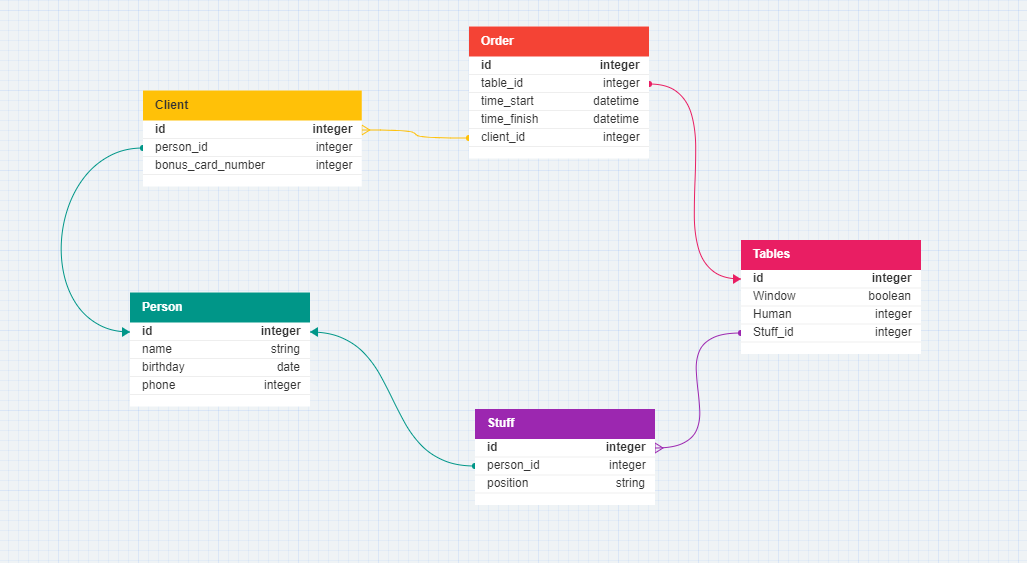 Order
id integer
table_id integer
time_start datetime
time_finish datetime
client_id integer
Client
id integer
person_id integer
bonus_card_number integer
Tables
id integer
Window boolean
Human integer
Stuff_id integer
Person
id integer
name string
birthday date
phone integer
Stuff
id integer
person_id integer
position string